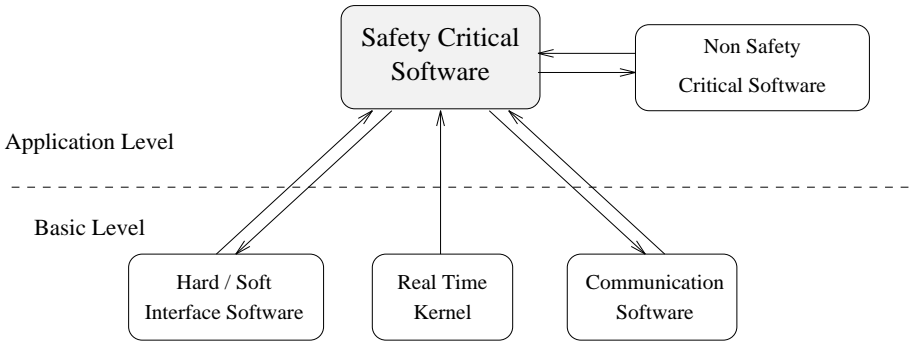 Safety Critical
Software
Non Safety
Critical Software
Application Level
Basic Level
Hard / Soft
Interface Software
Real Time
Kernel
Communication
Software